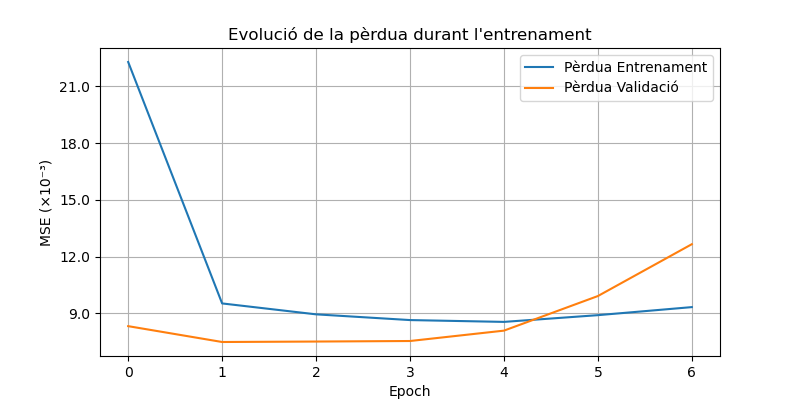 Evolució de la pèrdua durant l'entrenament
Pèrdua Entrenament
Pèrdua Validació
MSE (×10⁻³)
21.0
18.0
15.0
12.0
9.0
0 1 2 3 4 5 6
Epoch